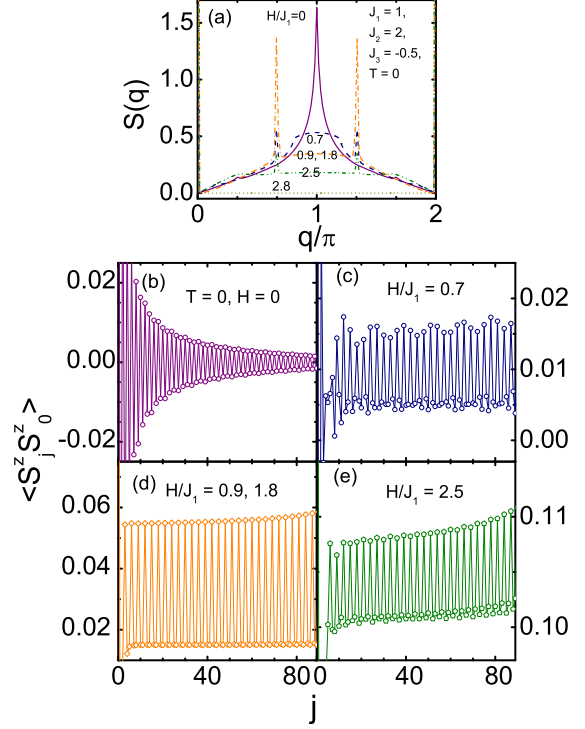 (a)
H/J₁=0
J₁ = 1,
J₂ = 2,
J₃ = -0.5,
T = 0
1.5
1.0
0.5
0.0
S(q)
0.7
0.9, 1.8
2.5
2.8
0
1
2
q/π
(b)
T = 0, H = 0
0.02
0.00
-0.02
(c)
H/J₁ = 0.7
0.02
0.01
0.00
<Sᶻⱼ Sᶻ₀>
(d)
H/J₁ = 0.9, 1.8
0.06
0.04
0.02
(e)
H/J₁ = 2.5
0.11
0.10
0
40
80
0
40
80
j